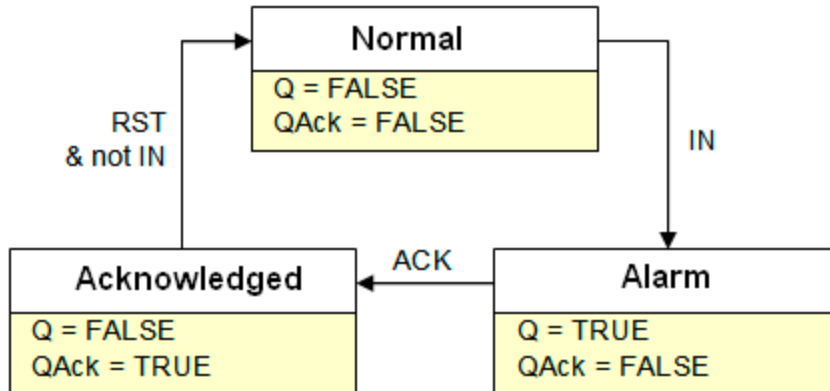 Normal
Q = FALSE
QAck = FALSE
RST
& not IN
IN
ACK
Acknowledged
Q = FALSE
QAck = TRUE
Alarm
Q = TRUE
QAck = FALSE